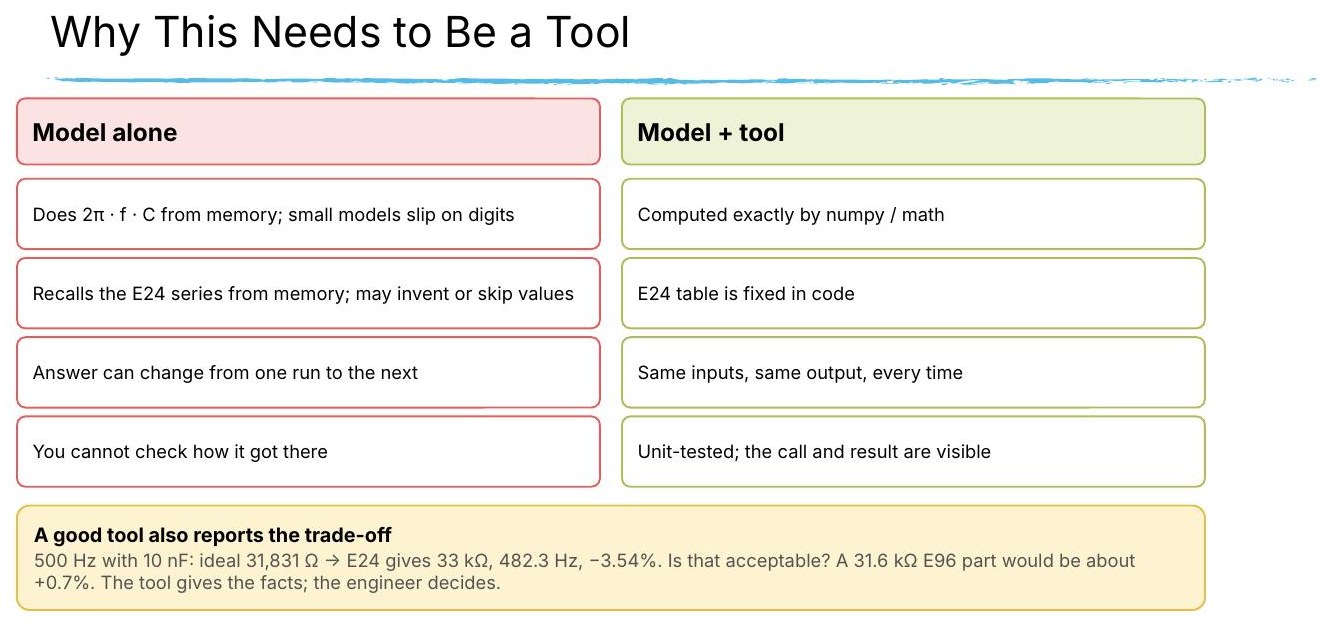 Why This Needs to Be a Tool
Model alone
Model + tool
Does 2π · f · C from memory; small models slip on digits
Computed exactly by numpy / math
Recalls the E24 series from memory; may invent or skip values
E24 table is fixed in code
Answer can change from one run to the next
Same inputs, same output, every time
You cannot check how it got there
Unit-tested; the call and result are visible
A good tool also reports the trade-off
500 Hz with 10 nF: ideal 31,831 Ω → E24 gives 33 kΩ, 482.3 Hz, −3.54%. Is that acceptable? A 31.6 kΩ E96 part would be about
+0.7%. The tool gives the facts; the engineer decides.